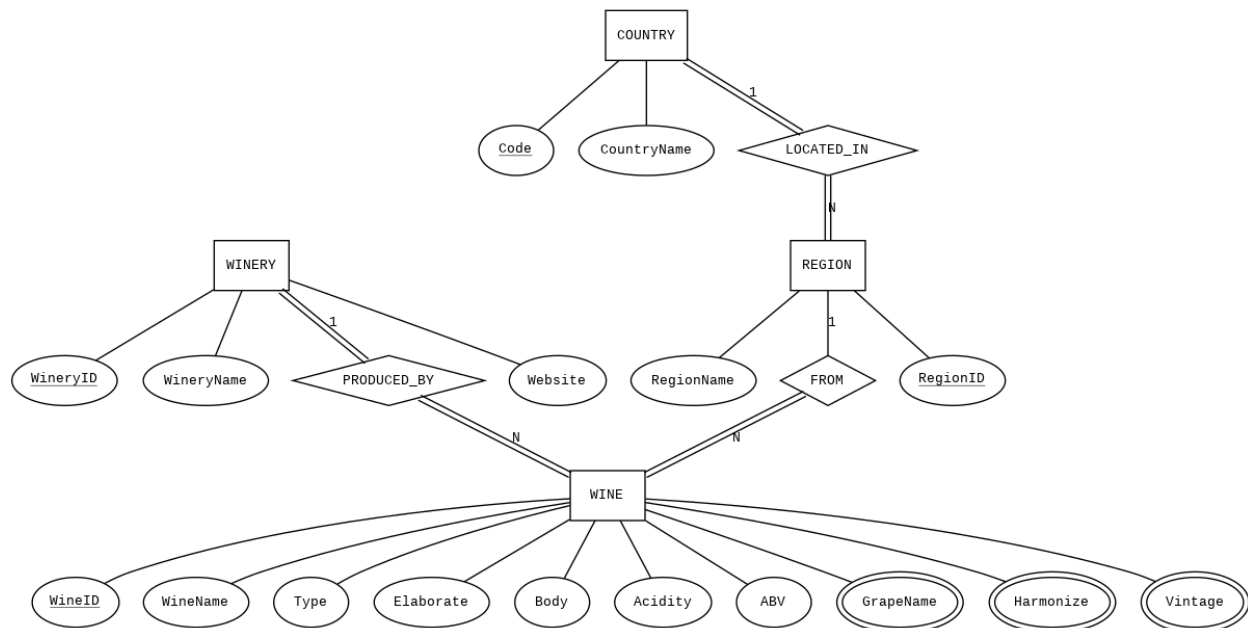 COUNTRY
1
Code
CountryName
LOCATED_IN
N
WINERY
REGION
1
1
WineryID
WineryName
PRODUCED_BY
Website
RegionName
FROM
RegionID
N
N
WINE
WineID
WineName
Type
Elaborate
Body
Acidity
ABV
GrapeName
Harmonize
Vintage